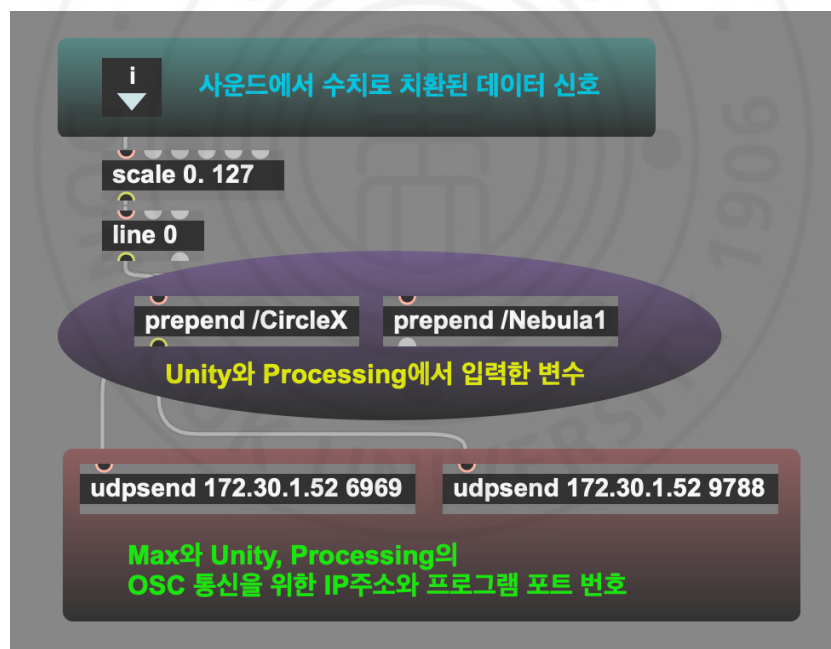 i
사운드에서 수치로 치환된 데이터 신호
scale 0. 127
line 0
prepend /CircleX
prepend /Nebula1
Unity와 Processing에서 입력한 변수
udpsend 172.30.1.52 6969
udpsend 172.30.1.52 9788
Max와 Unity, Processing의
OSC 통신을 위한 IP주소와 프로그램 포트 번호
UNIVERSITY 1906